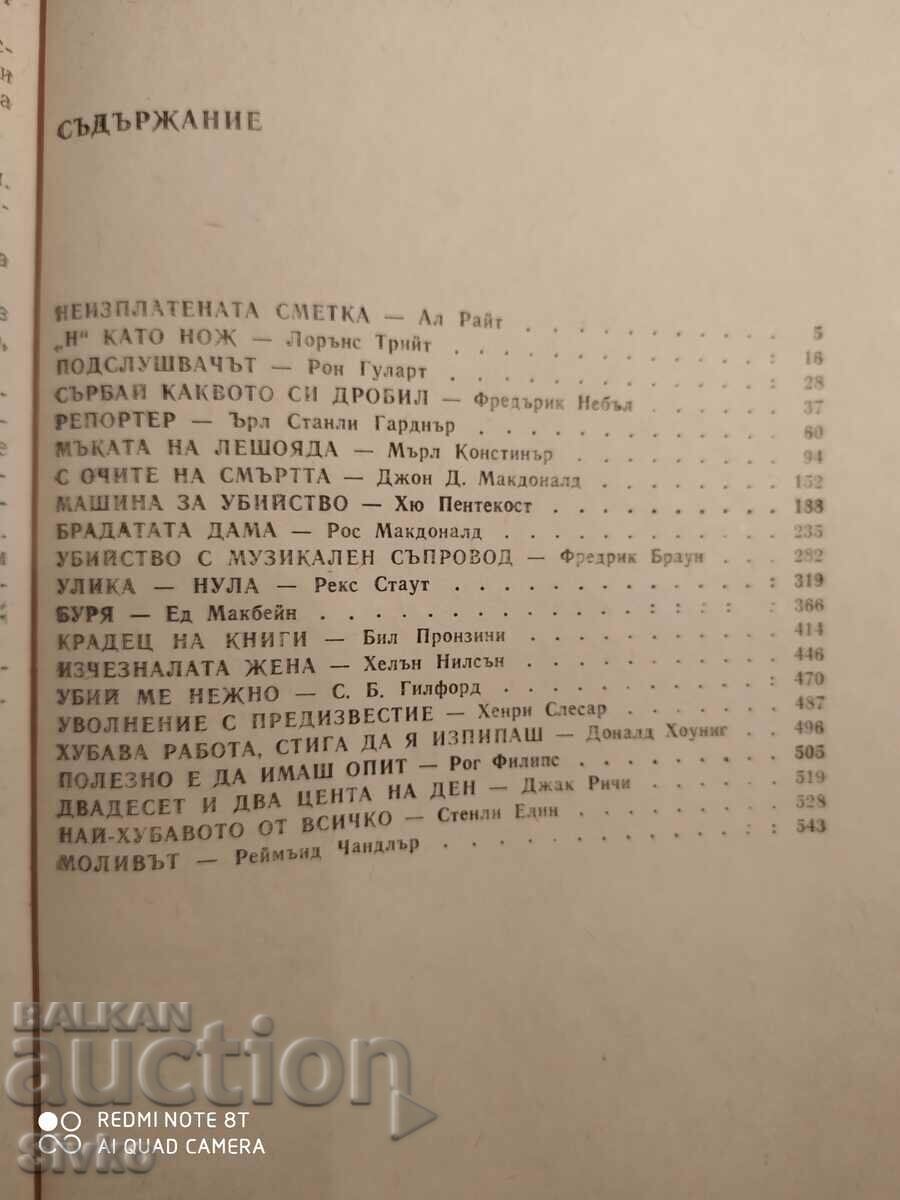 СЪДЪРЖАНИЕ
НЕИЗПЛАТЕНАТА СМЕТКА — Ал Райт . . . . . . . . . 5
„Н“ КАТО НОЖ — Лорънс Трийт . . . . . . . . . : 16
ПОДСЛУШВАЧЪТ — Рон Гуларт . . . . . . . . . . 28
СЪРБАЙ КАКВОТО СИ ДРОБИЛ — Фредърик Небъл . . . . . 37
РЕПОРТЕР — Ърл Станли Гарднър . . . . . . . . . . 60
МЪКАТА НА ЛЕШОЯДА — Мърл Констинър . . . . . . . 94
С ОЧИТЕ НА СМЪРТТА — Джон Д. Макдоналд . . . . . . . 152
МАШИНА ЗА УБИЙСТВО — Хю Пентекост . . . . . . . . . 188
БРАДАТАТА ДАМА — Рос Макдоналд . . . . . . . . . . 235
УБИЙСТВО С МУЗИКАЛЕН СЪПРОВОД — Фредрик Браун . . . 282
УЛИКА — НУЛА — Рекс Стаут . . . . . . . . . . . 319
БУРЯ — Ед Макбейн . . . . . . . . . . . : : : : 366
КРАДЕЦ НА КНИГИ — Бил Пронзини . . . . . . . . . 414
ИЗЧЕЗНАЛАТА ЖЕНА — Хелън Нилсън . . . . . . . . . 446
УБИЙ МЕ НЕЖНО — С. Б. Гилфорд . . . . . . . . . : 470
УВОЛНЕНИЕ С ПРЕДИЗВЕСТИЕ — Хенри Слесар . . . . . . 487
ХУБАВА РАБОТА, СТИГА ДА Я ИЗПИПАШ — Доналд Хоуниг . . 496
ПОЛЕЗНО Е ДА ИМАШ ОПИТ — Рог Филипс . . . . . . . 505
ДВАДЕСЕТ И ДВА ЦЕНТА НА ДЕН — Джак Ричи . . . . . . 519
НАЙ-ХУБАВОТО ОТ ВСИЧКО — Стенли Елин . . . . . . . 528
МОЛИВЪТ — Реймънд Чандлър . . . . . . . . . : : 543
BALKAN
auction
REDMI NOTE 8T
AI QUAD CAMERA
Sivko